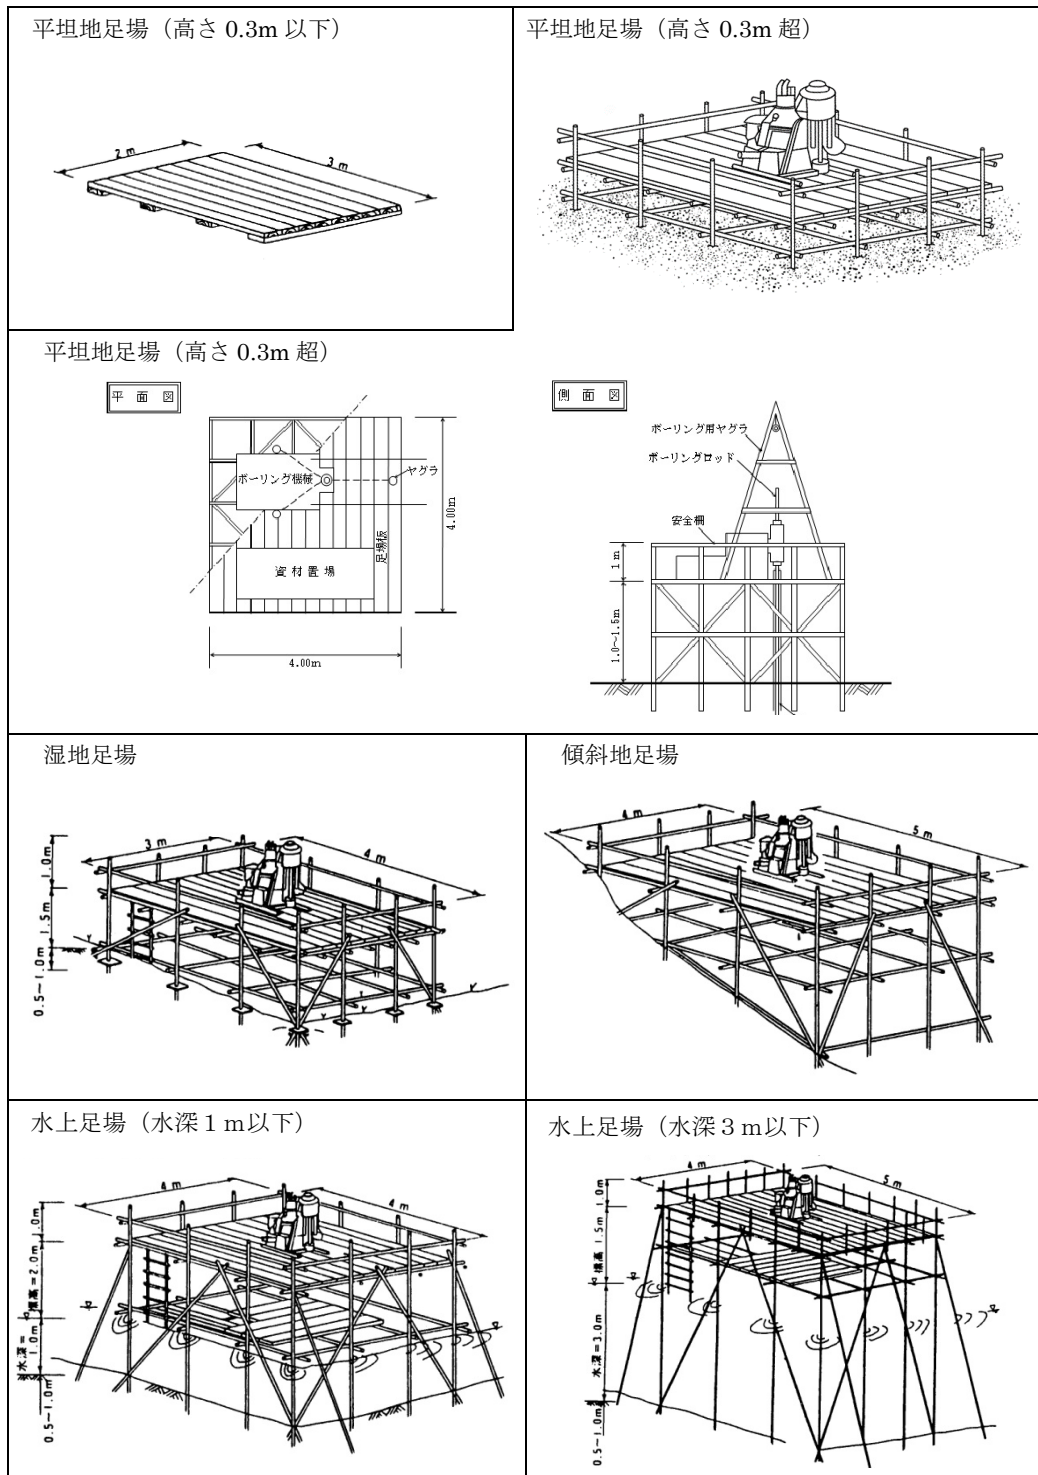 平坦地足場（高さ 0.3m 以下）
2 m
3 m
平坦地足場（高さ 0.3m 超）
平坦地足場（高さ 0.3m 超）
平 面 図
ボーリング機械
ヤグラ
足場板
資 材 置 場
4.00m
4.00m
側 面 図
ボーリング用ヤグラ
ボーリングロッド
安全柵
1 m
1.0～1.5m
湿地足場
3 m
4 m
1.0m
1.5m
0.5～1.0m
傾斜地足場
4 m
5 m
水上足場（水深１ｍ以下）
4 m
4 m
1.0m
標高=2.0m
水深=
1.0m
0.5～1.0m
水上足場（水深３ｍ以下）
4 m
5 m
1.0m
標高 1.5m
水深=3.0m
0.5～1.0m